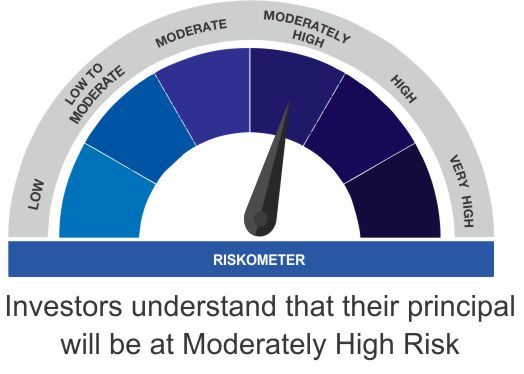 LOW
LOW TO
MODERATE
MODERATE
MODERATELY
HIGH
HIGH
VERY HIGH
RISKOMETER
Investors understand that their principal
will be at Moderately High Risk